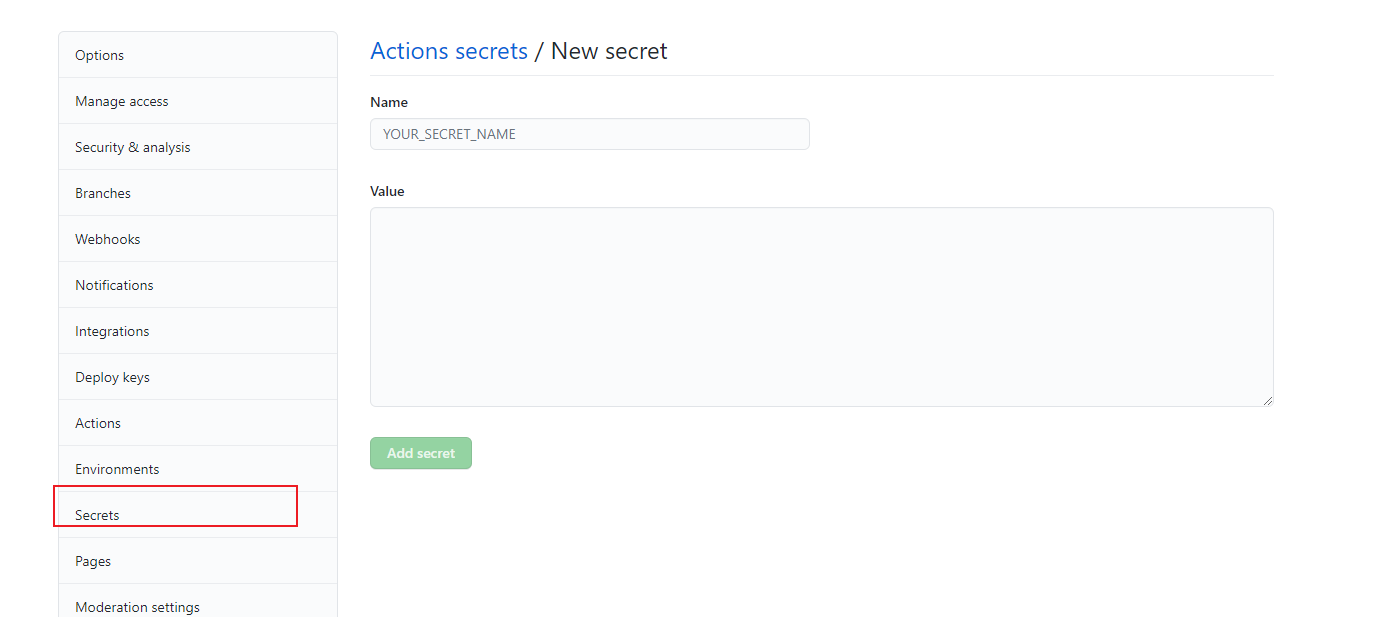 Options
Manage access
Security & analysis
Branches
Webhooks
Notifications
Integrations
Deploy keys
Actions
Environments
Secrets
Pages
Moderation settings
Actions secrets / New secret
Name
YOUR_SECRET_NAME
Value
Add secret